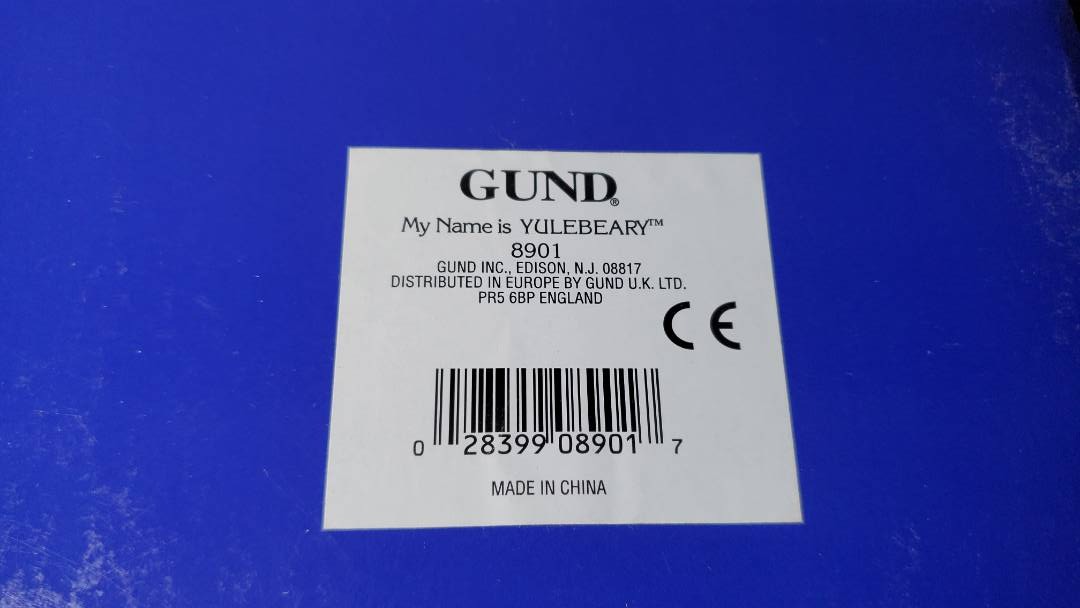 GUND®
My Name is YULEBEARY™
8901
GUND INC., EDISON, N.J. 08817
DISTRIBUTED IN EUROPE BY GUND U.K. LTD.
PR5 6BP ENGLAND
CE
0 28399 08901 7
MADE IN CHINA